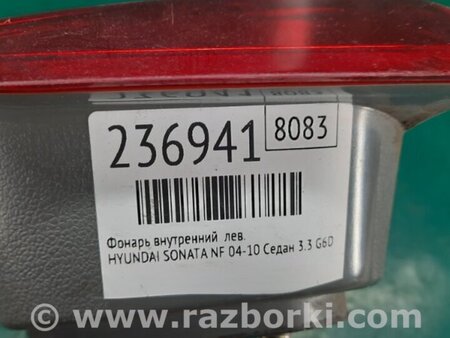 236941
8083
Фонарь внутренний лев.
HYUNDAI SONATA NF 04-10 Седан 3.3 G6D
© www.razborki.com/